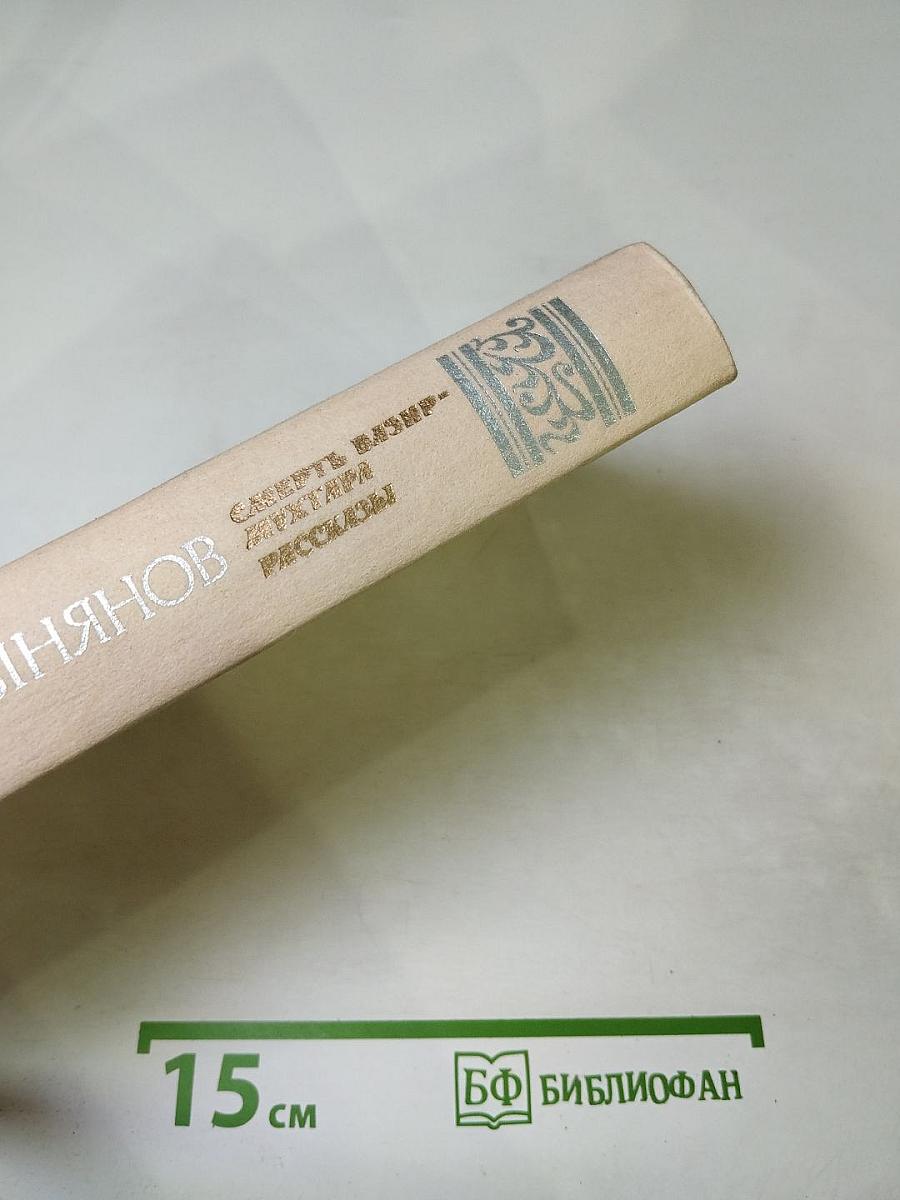 ЫНЯНОВ
СМЕРТЬ ВАЗИР-
МУХТАРА
РАССКАЗЫ
15 см
БФ БИБЛИОФАН